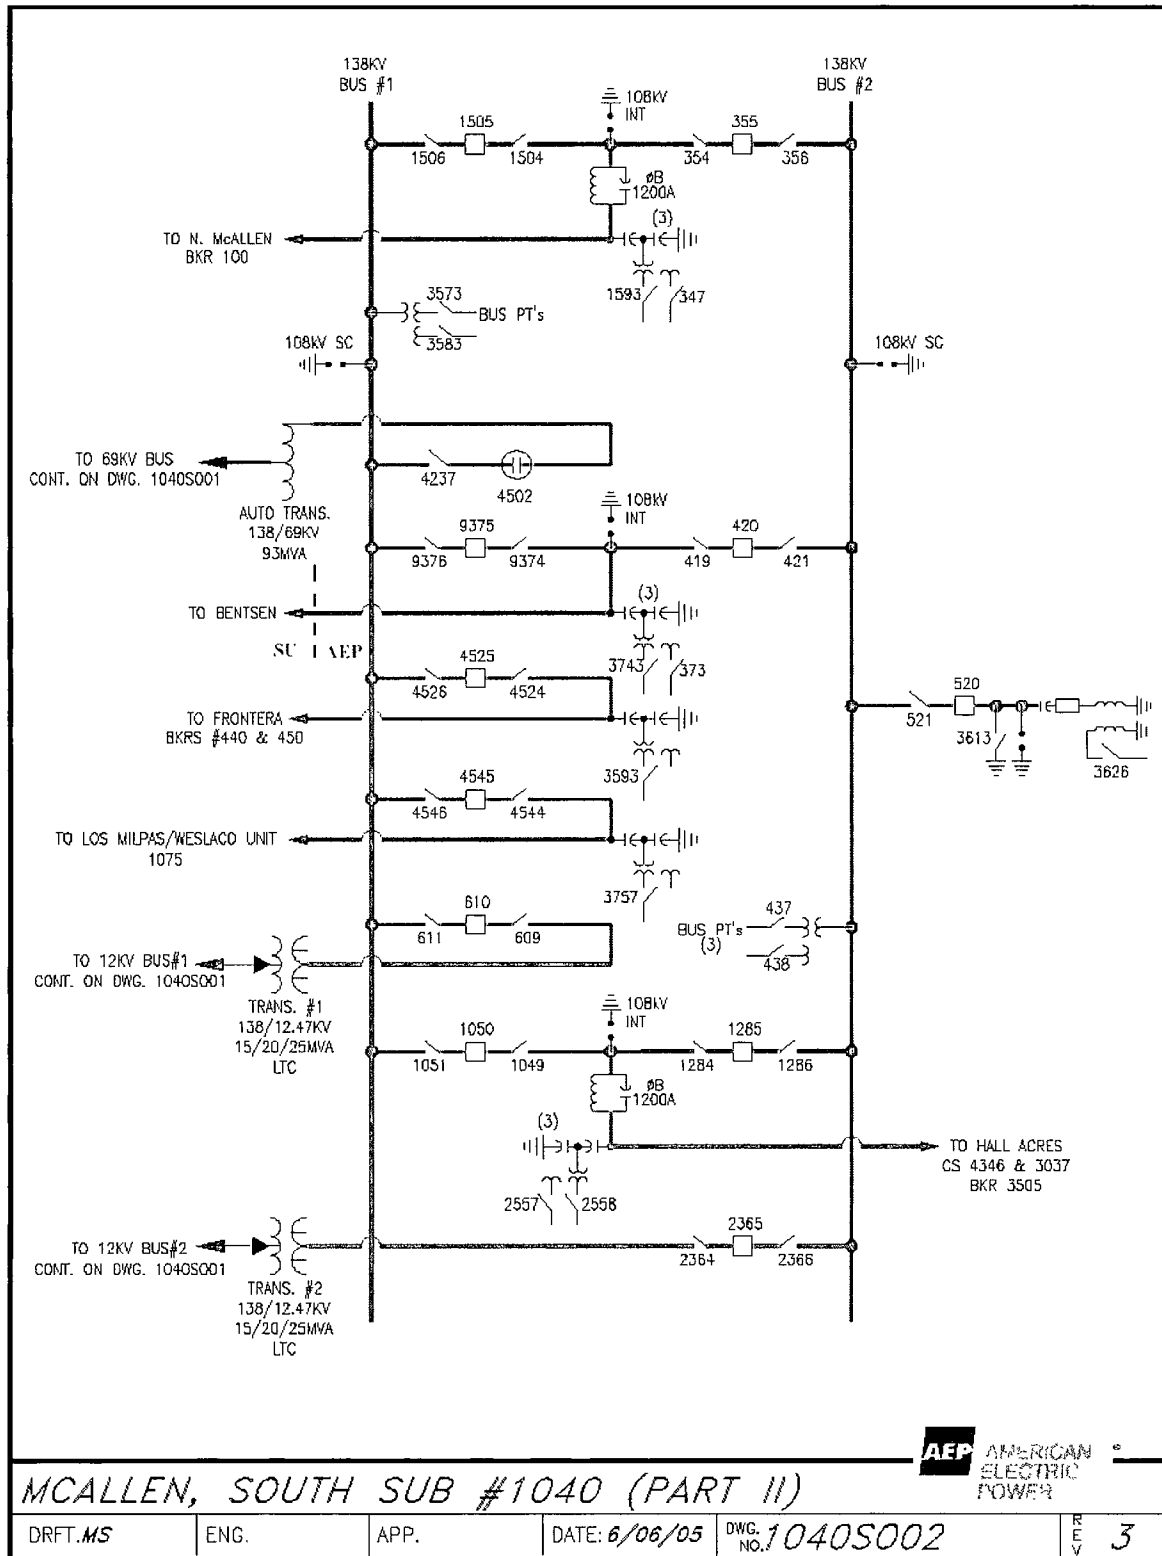 138KV
BUS #1
138KV
BUS #2
108KV
INT
1505
355
1506
1504
354
356
øB
1200A
(3)
TO N. McALLEN
BKR 100
1593
347
3573
BUS PT's
3583
108KV SC
108KV SC
TO 69KV BUS
CONT. ON DWG. 1040S001
4237
4502
AUTO TRANS.
138/69KV
93MVA
108KV
INT
9375
420
9376
9374
419
421
(3)
TO BENTSEN
SU | AEP
3743
373
4525
4526
4524
TO FRONTERA
BKRS #440 & 450
520
521
3613
3626
3593
4545
4546
4544
TO LOS MILPAS/WESLACO UNIT
1075
3757
610
611
609
437
BUS PT's
(3)
438
TO 12KV BUS#1
CONT. ON DWG. 1040S001
TRANS. #1
138/12.47KV
15/20/25MVA
LTC
108KV
INT
1050
1285
1051
1049
1284
1286
øB
1200A
(3)
TO HALL ACRES
CS 4346 & 3037
BKR 3505
2557
2558
2365
2364
2366
TO 12KV BUS#2
CONT. ON DWG. 1040S001
TRANS. #2
138/12.47KV
15/20/25MVA
LTC
AEP AMERICAN
ELECTRIC
POWER
MCALLEN, SOUTH SUB #1040 (PART II)
DRFT. MS
ENG.
APP.
DATE: 6/06/05
DWG. NO. 1040S002
REV 3